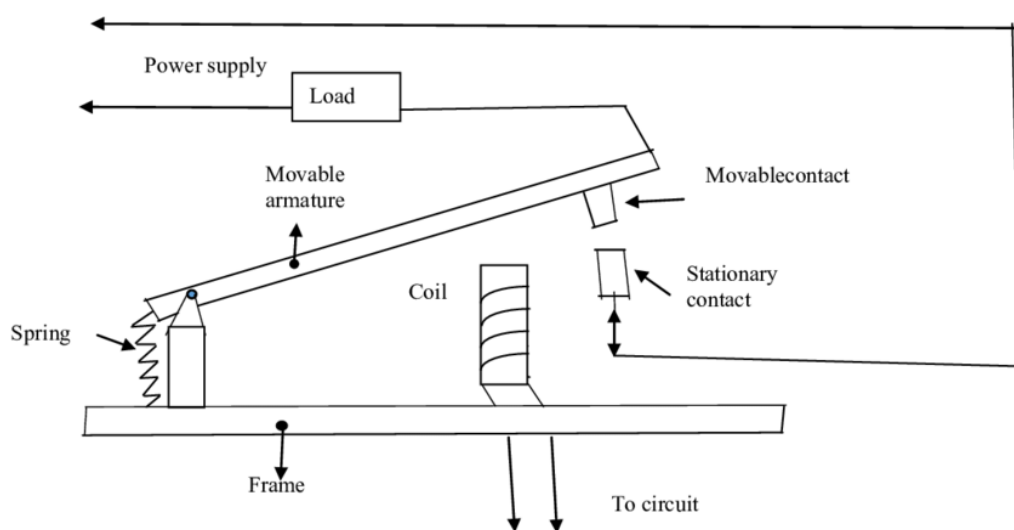 Power supply
Load
Movable
armature
Movablecontact
Coil
Stationary
contact
Spring
Frame
To circuit